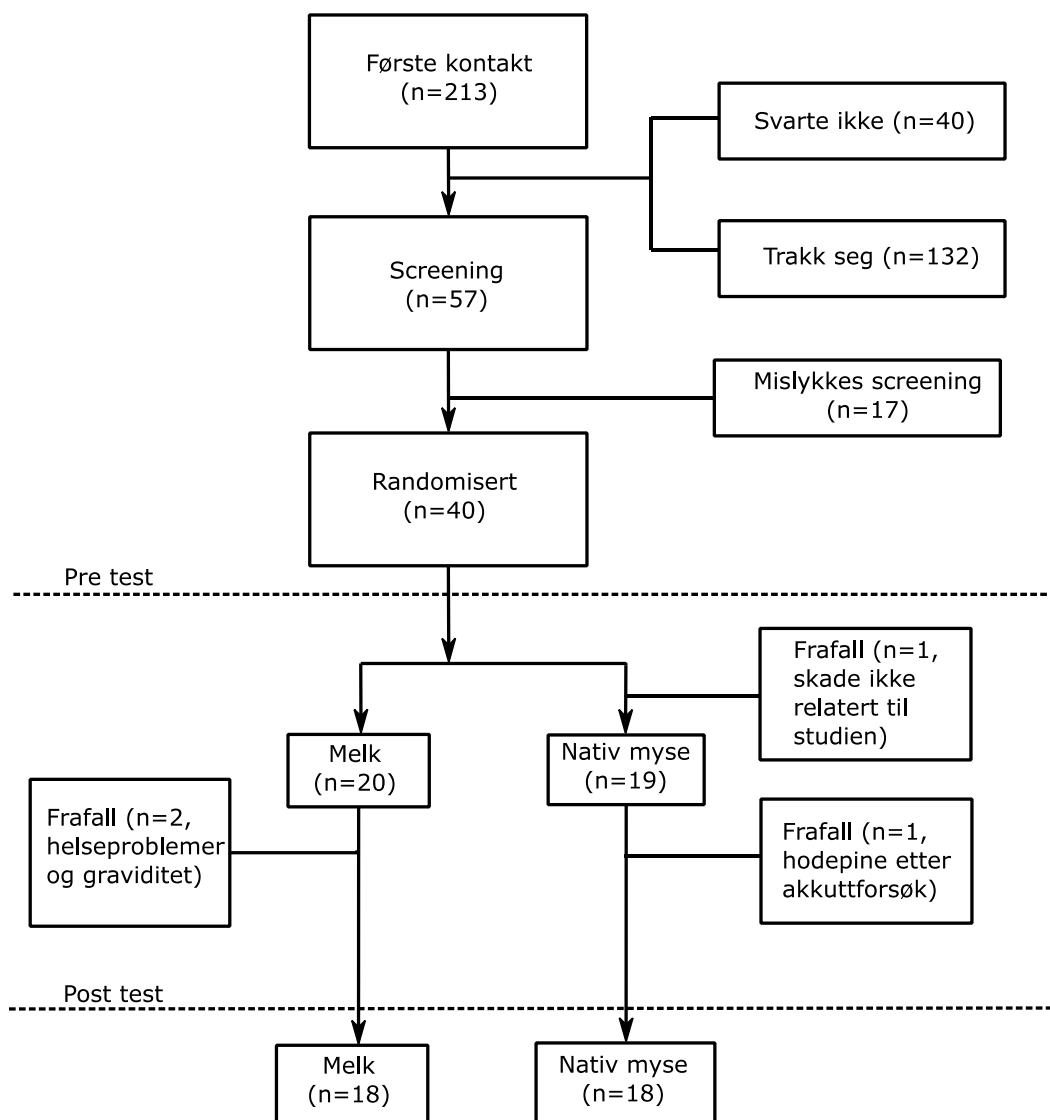 Første kontakt
(n=213)
Svarte ikke (n=40)
Trakk seg (n=132)
Screening
(n=57)
Mislykkes screening
(n=17)
Randomisert
(n=40)
Pre test
Frafall (n=1,
skade ikke
relatert til
studien)
Melk
(n=20)
Nativ myse
(n=19)
Frafall (n=2,
helseproblemer
og graviditet)
Frafall (n=1,
hodepine etter
akkuttforsøk)
Post test
Melk
(n=18)
Nativ myse
(n=18)